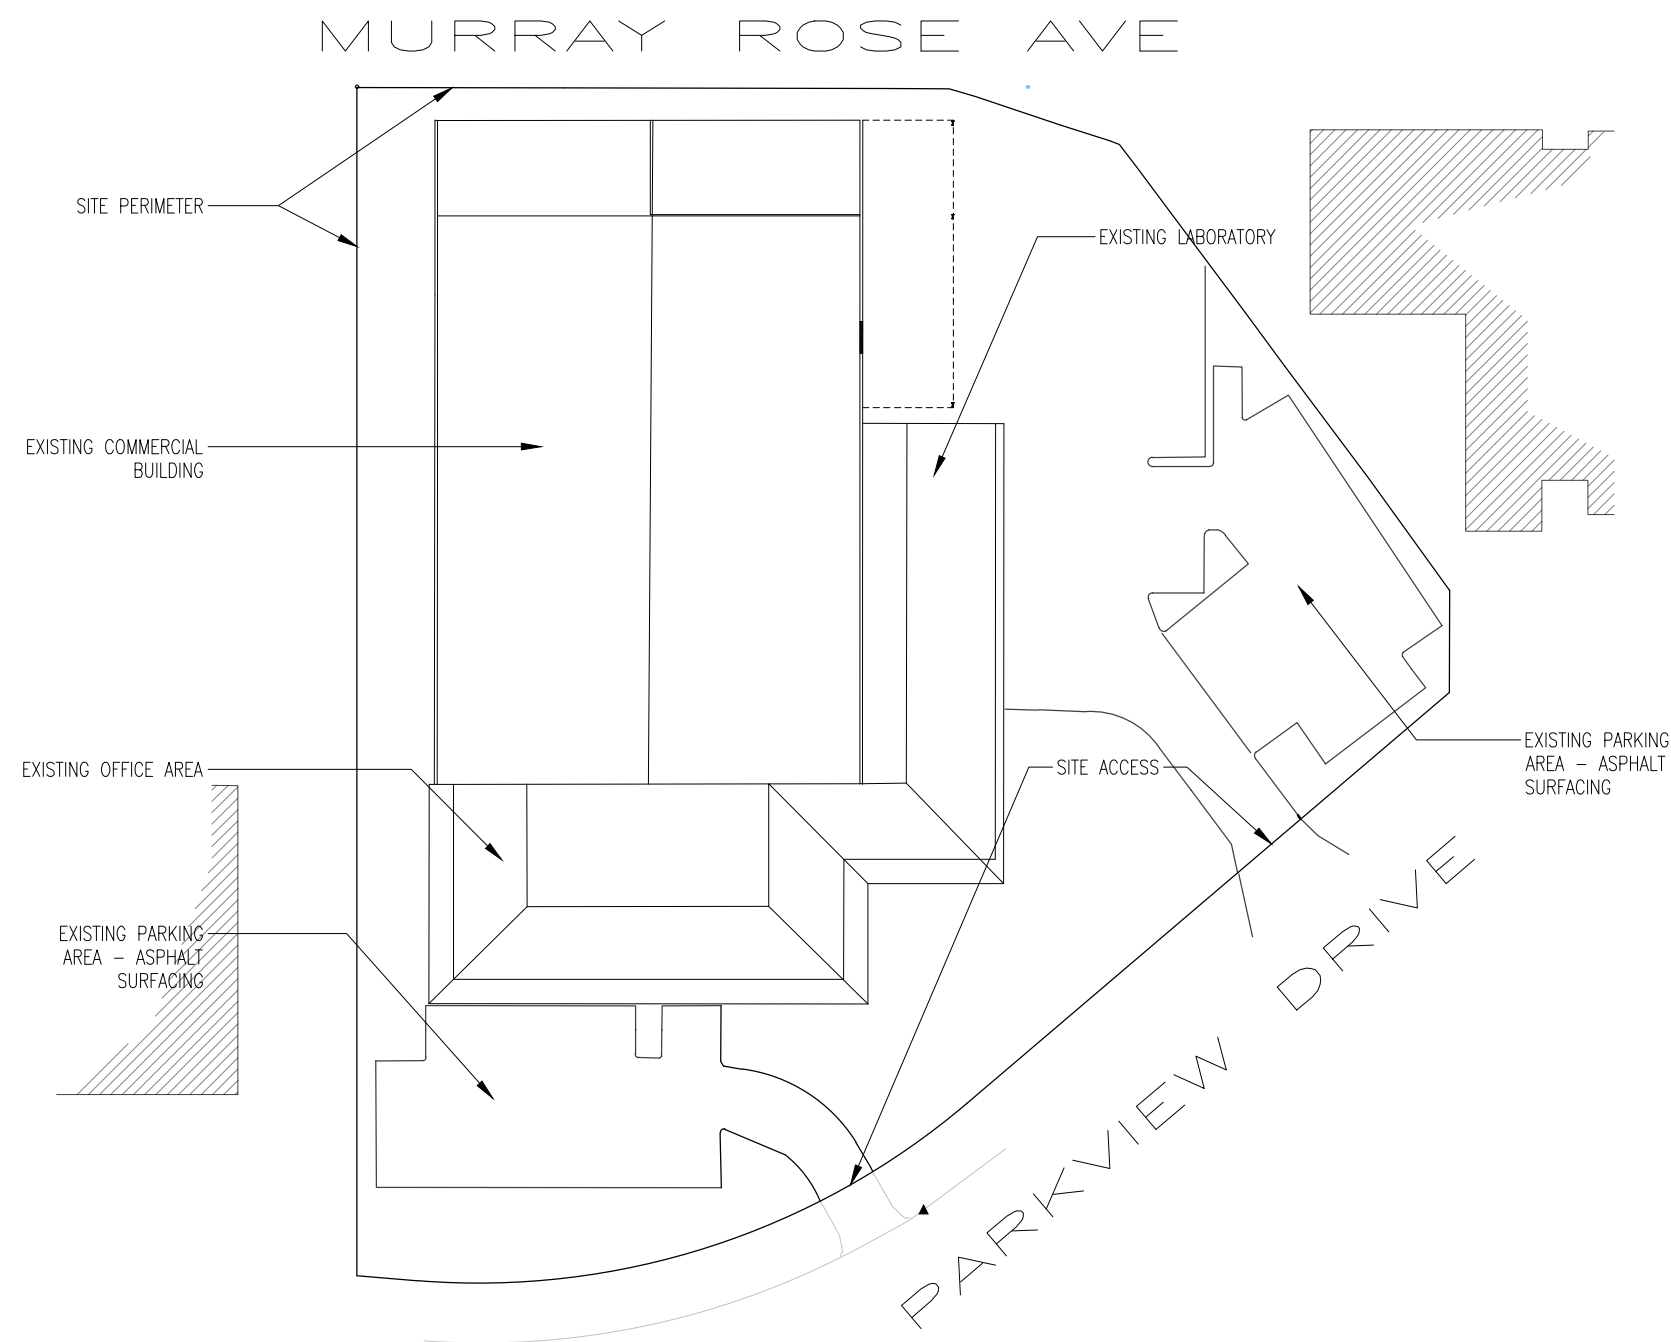 MURRAY ROSE AVE
SITE PERIMETER
EXISTING LABORATORY
EXISTING COMMERCIAL
BUILDING
EXISTING OFFICE AREA
SITE ACCESS
EXISTING PARKING
AREA – ASPHALT
SURFACING
EXISTING PARKING
AREA – ASPHALT
SURFACING
PARKVIEW DRIVE